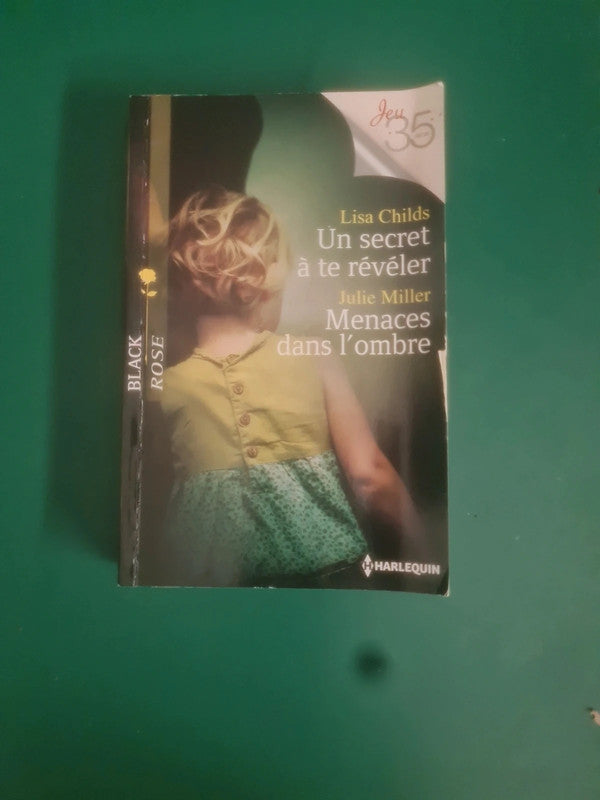 Jeu
35
Lisa Childs
Un secret
à te révéler
Julie Miller
Menaces
dans l'ombre
BLACK
ROSE
H HARLEQUIN